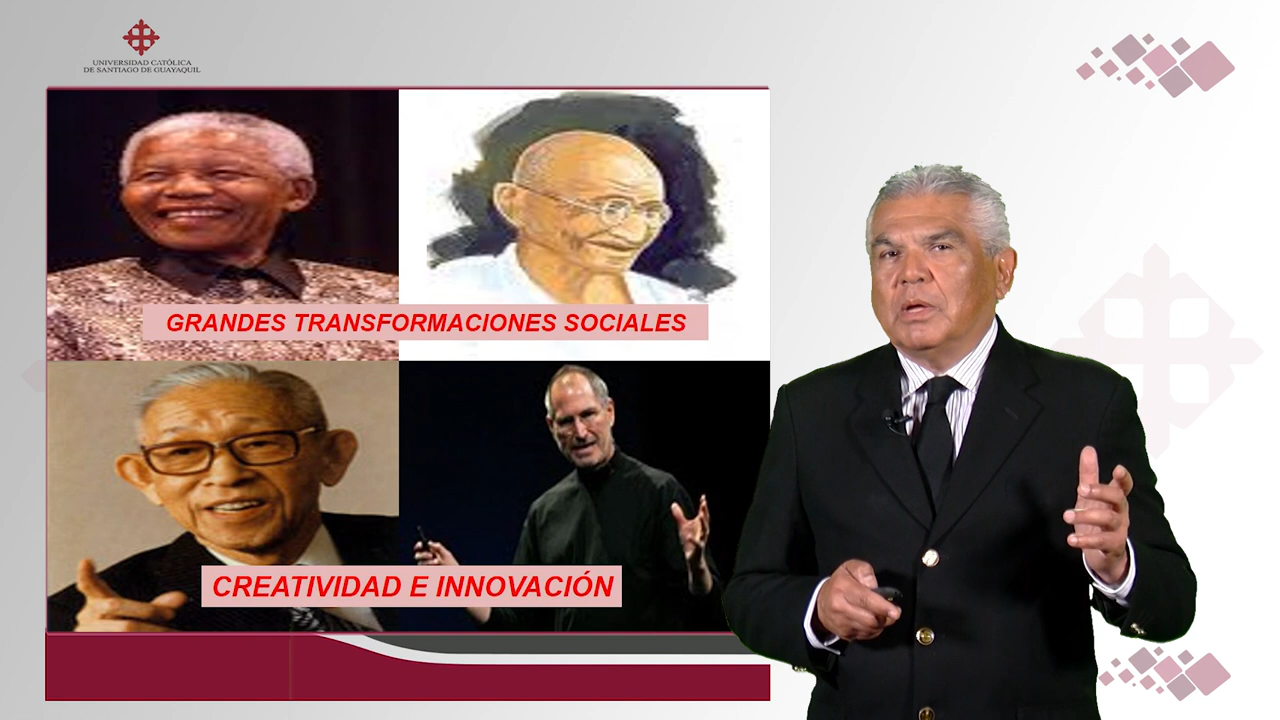 UNIVERSIDAD CATÓLICA
DE SANTIAGO DE GUAYAQUIL
GRANDES TRANSFORMACIONES SOCIALES
CREATIVIDAD E INNOVACIÓN